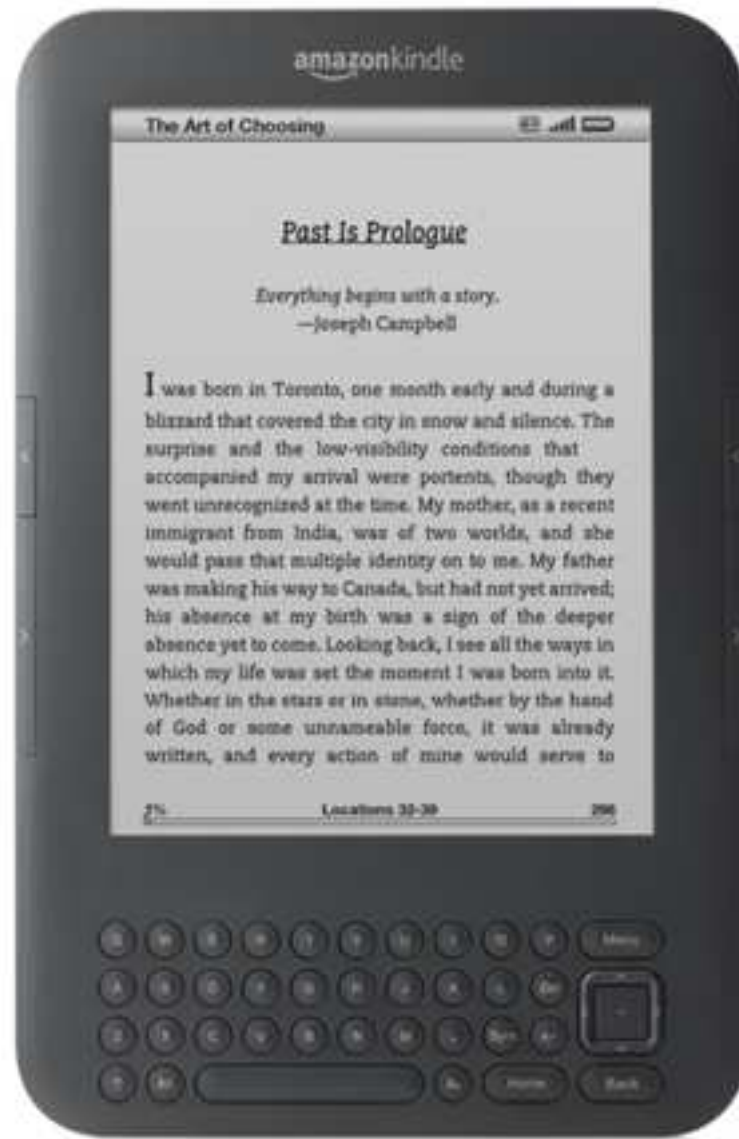 amazonkindle
The Art of Choosing
Past Is Prologue
Everything begins with a story.
—Joseph Campbell
I was born in Toronto, one month early and during a
blizzard that covered the city in snow and silence. The
surprise and the low-visibility conditions that
accompanied my arrival were portents, though they
went unrecognized at the time. My mother, as a recent
immigrant from India, was of two worlds, and she
would pass that multiple identity on to me. My father
was making his way to Canada, but had not yet arrived;
his absence at my birth was a sign of the deeper
absence yet to come. Looking back, I see all the ways in
which my life was set the moment I was born into it.
Whether in the stars or in stone, whether by the hand
of God or some unnameable force, it was already
written, and every action of mine would serve to
Locations
Menu
Home Back